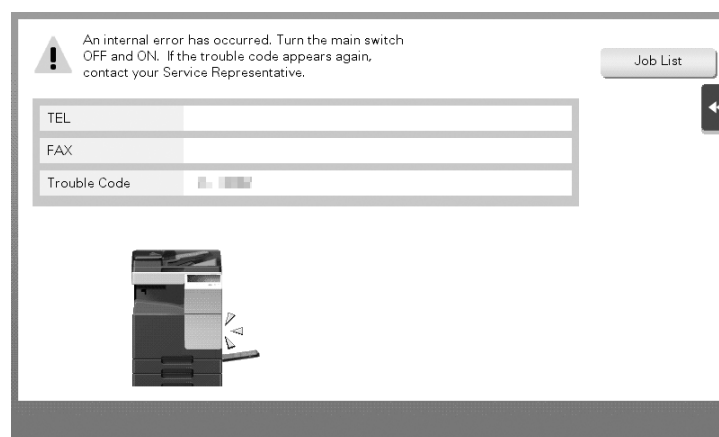 An internal error has occurred. Turn the main switch
OFF and ON. If the trouble code appears again,
contact your Service Representative.
Job List
TEL
FAX
Trouble Code